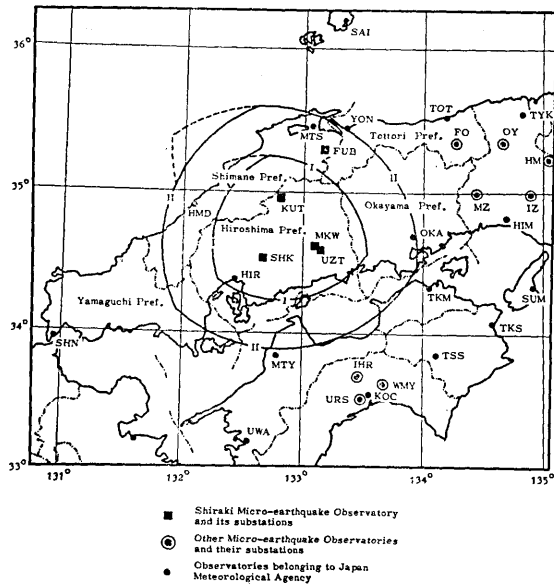 36°
SAI
YON
TOT
TYK
MTS
Tottori Pref.
FO
OY
FUB
HM
Shimane Pref.
I
II
35°
II
KUT
Okayama Pref.
MZ
IZ
HMD
Hiroshima Pref.
MKW
OKA
HIM
SHK
UZT
HIR
Yamaguchi Pref.
I
TKM
SUM
34°
SHN
II
TKS
MTY
IHR
TSS
WMY
URS
KOC
UWA
33°
131°
132°
133°
134°
135°
Shiraki Micro-earthquake Observatory
and its substations
Other Micro-earthquake Observatories
and their substations
Observatories belonging to Japan
Meteorological Agency